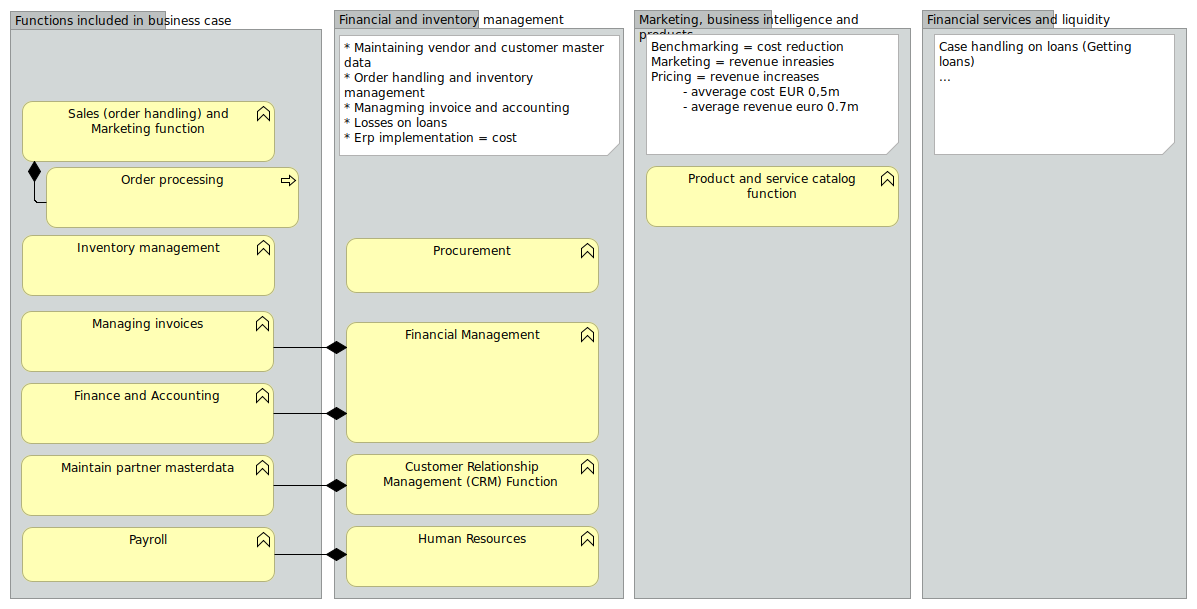 Functions included in business case
Sales (order handling) and
Marketing function
Order processing
Inventory management
Managing invoices
Finance and Accounting
Maintain partner masterdata
Payroll
Financial and inventory management
* Maintaining vendor and customer master
data
* Order handling and inventory
management
* Managming invoice and accounting
* Losses on loans
* Erp implementation = cost
Procurement
Financial Management
Customer Relationship
Management (CRM) Function
Human Resources
Marketing, business intelligence and
products
Benchmarking = cost reduction
Marketing = revenue inreasies
Pricing = revenue increases
- avverage cost EUR 0,5m
- average revenue euro 0.7m
Product and service catalog
function
Financial services and liquidity
Case handling on loans (Getting
loans)
...